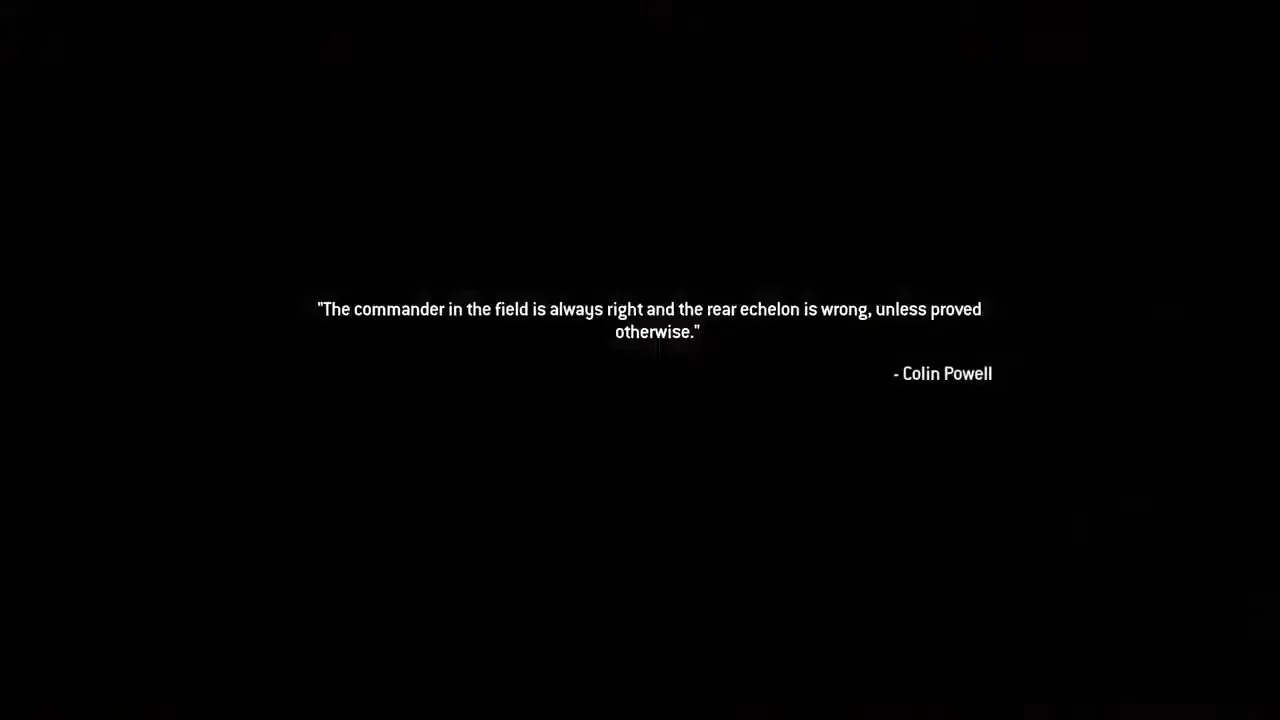 "The commander in the field is always right and the rear echelon is wrong, unless proved
otherwise."
- Colin Powell